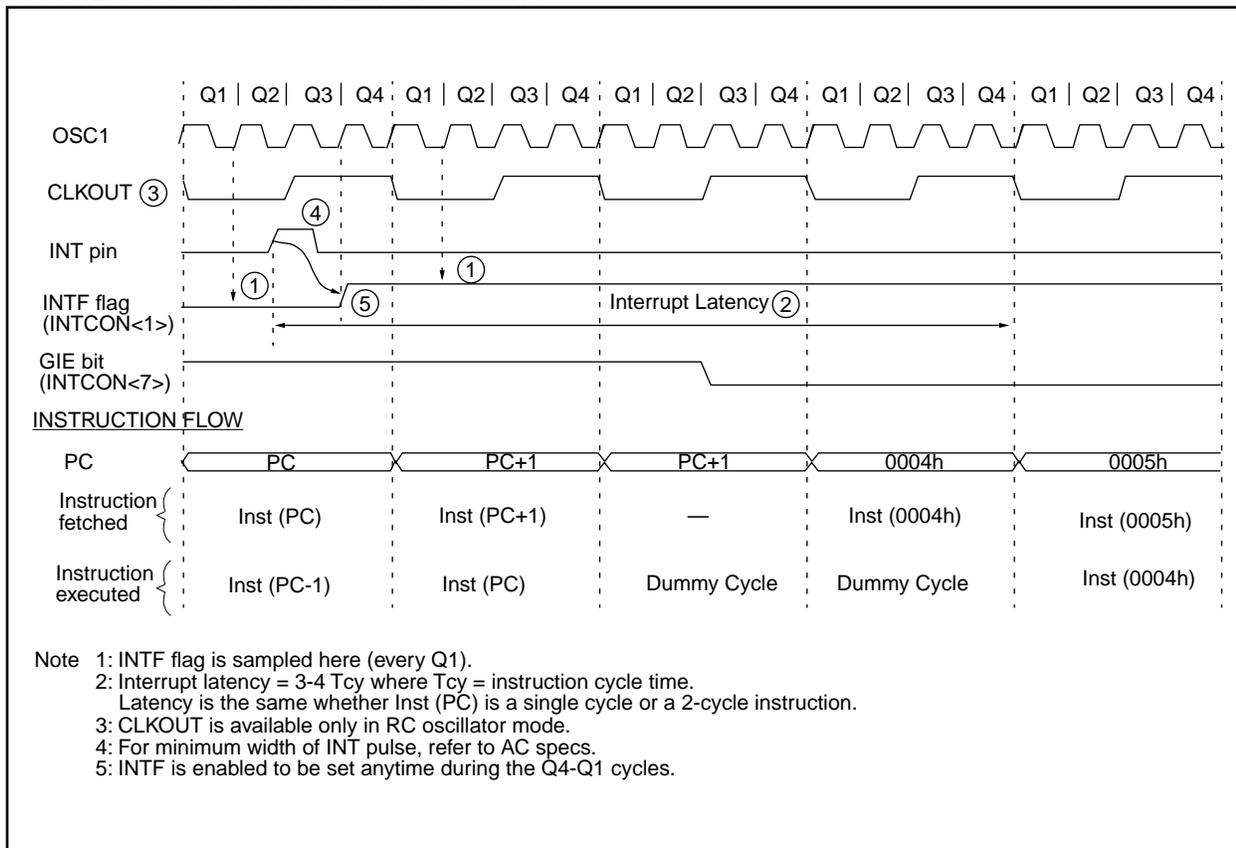 Q1 | Q2 | Q3 | Q4 Q1 | Q2 | Q3 | Q4 Q1 | Q2 | Q3 | Q4 Q1 | Q2 | Q3 | Q4 Q1 | Q2 | Q3 | Q4
OSC1
CLKOUT ③
④
INT pin
① ①
INTF flag
(INTCON<1>)
⑤
Interrupt Latency ②
GIE bit
(INTCON<7>)
INSTRUCTION FLOW
PC PC PC+1 PC+1 0004h 0005h
Instruction
fetched
Inst (PC) Inst (PC+1) — Inst (0004h) Inst (0005h)
Instruction
executed
Inst (PC-1) Inst (PC) Dummy Cycle Dummy Cycle Inst (0004h)
Note 1: INTF flag is sampled here (every Q1).
2: Interrupt latency = 3-4 Tcy where Tcy = instruction cycle time.
Latency is the same whether Inst (PC) is a single cycle or a 2-cycle instruction.
3: CLKOUT is available only in RC oscillator mode.
4: For minimum width of INT pulse, refer to AC specs.
5: INTF is enabled to be set anytime during the Q4-Q1 cycles.